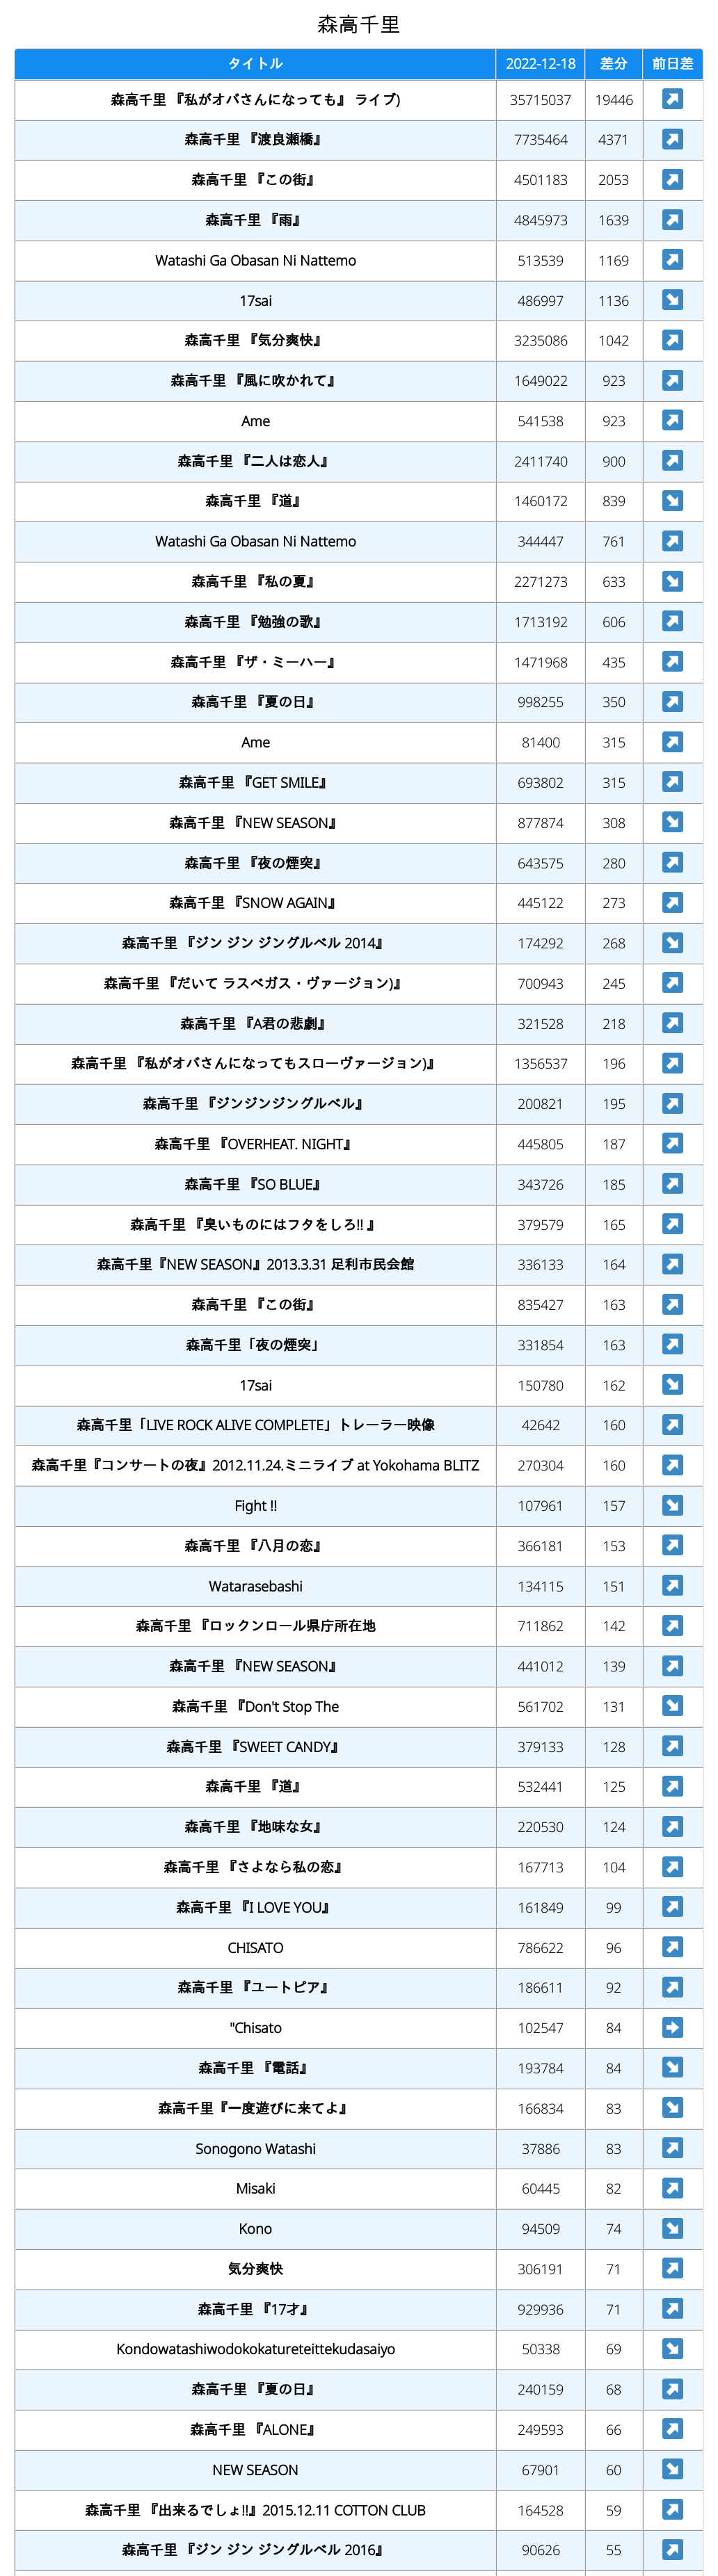 森高千里
タイトル 2022-12-18 差分 前日差
森高千里 『私がオバさんになっても』 ライブ) 35715037 19446
森高千里 『渡良瀬橋』 7735464 4371
森高千里 『この街』 4501183 2053
森高千里 『雨』 4845973 1639
Watashi Ga Obasan Ni Nattemo 513539 1169
17sai 486997 1136
森高千里 『気分爽快』 3235086 1042
森高千里 『風に吹かれて』 1649022 923
Ame 541538 923
森高千里 『二人は恋人』 2411740 900
森高千里 『道』 1460172 839
Watashi Ga Obasan Ni Nattemo 344447 761
森高千里 『私の夏』 2271273 633
森高千里 『勉強の歌』 1713192 606
森高千里 『ザ・ミーハー』 1471968 435
森高千里 『夏の日』 998255 350
Ame 81400 315
森高千里 『GET SMILE』 693802 315
森高千里 『NEW SEASON』 877874 308
森高千里 『夜の煙突』 643575 280
森高千里 『SNOW AGAIN』 445122 273
森高千里 『ジン ジン ジングルベル 2014』 174292 268
森高千里 『だいて ラスベガス・ヴァージョン)』 700943 245
森高千里 『A君の悲劇』 321528 218
森高千里 『私がオバさんになってもスローヴァージョン)』 1356537 196
森高千里 『ジンジンジングルベル』 200821 195
森高千里 『OVERHEAT. NIGHT』 445805 187
森高千里 『SO BLUE』 343726 185
森高千里 『臭いものにはフタをしろ!! 』 379579 165
森高千里『NEW SEASON』2013.3.31 足利市民会館 336133 164
森高千里 『この街』 835427 163
森高千里「夜の煙突」 331854 163
17sai 150780 162
森高千里「LIVE ROCK ALIVE COMPLETE」トレーラー映像 42642 160
森高千里『コンサートの夜』2012.11.24.ミニライブ at Yokohama BLITZ 270304 160
Fight !! 107961 157
森高千里 『八月の恋』 366181 153
Watarasebashi 134115 151
森高千里 『ロックンロール県庁所在地 711862 142
森高千里 『NEW SEASON』 441012 139
森高千里 『Don't Stop The 561702 131
森高千里 『SWEET CANDY』 379133 128
森高千里 『道』 532441 125
森高千里 『地味な女』 220530 124
森高千里 『さよなら私の恋』 167713 104
森高千里 『I LOVE YOU』 161849 99
CHISATO 786622 96
森高千里 『ユートピア』 186611 92
"Chisato 102547 84
森高千里 『電話』 193784 84
森高千里『一度遊びに来てよ』 166834 83
Sonogono Watashi 37886 83
Misaki 60445 82
Kono 94509 74
気分爽快 306191 71
森高千里 『17才』 929936 71
Kondowatashiwodokokatureteittekudasaiyo 50338 69
森高千里 『夏の日』 240159 68
森高千里 『ALONE』 249593 66
NEW SEASON 67901 60
森高千里 『出来るでしょ!!』2015.12.11 COTTON CLUB 164528 59
森高千里 『ジン ジン ジングルベル 2016』 90626 55